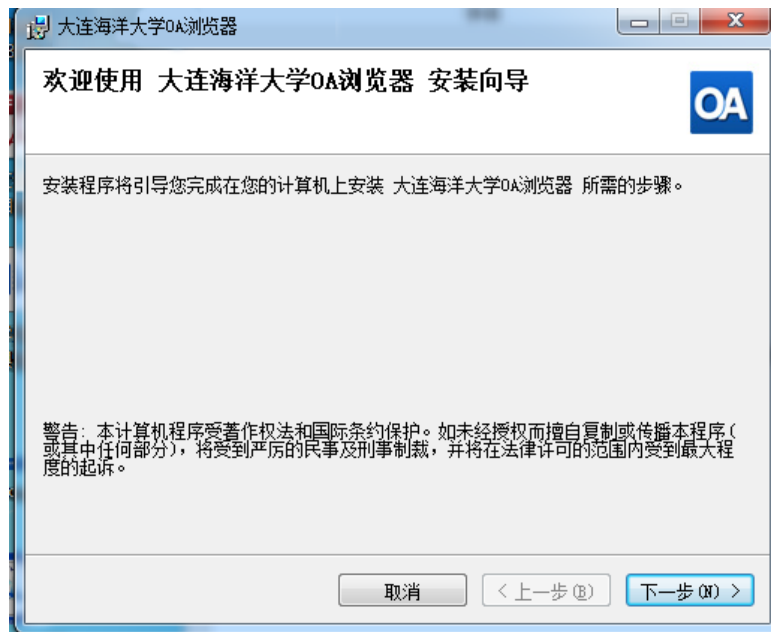 大连海洋大学OA浏览器
欢迎使用 大连海洋大学OA浏览器 安装向导
OA
安装程序将引导您完成在您的计算机上安装 大连海洋大学OA浏览器 所需的步骤。
警告: 本计算机程序受著作权法和国际条约保护。如未经授权而擅自复制或传播本程序(
或其中任何部分)，将受到严厉的民事及刑事制裁，并将在法律许可的范围内受到最大程
度的起诉。
取消
< 上一步(B)
下一步(N) >